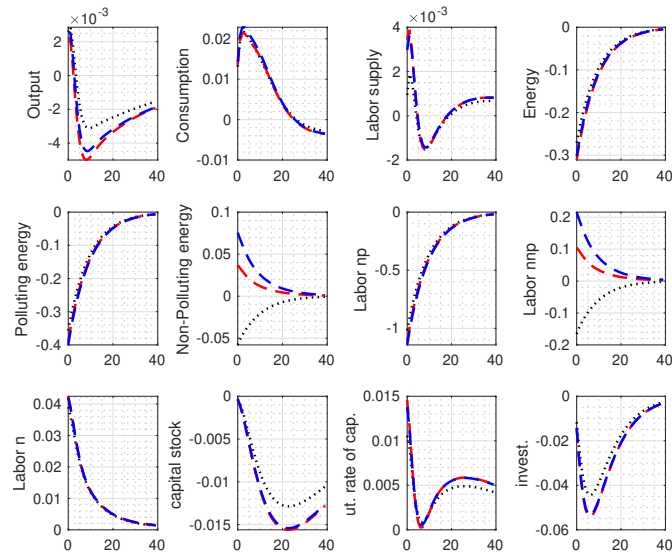 ×10⁻³
2
0
-2
-4
0 20 40
Output
0.02
0.01
0
-0.01
0 20 40
Consumption
×10⁻³
4
2
0
-2
0 20 40
Labor supply
0
-0.1
-0.2
-0.3
0 20 40
Energy
0
-0.1
-0.2
-0.3
-0.4
0 20 40
Polluting energy
0.1
0.05
0
-0.05
0 20 40
Non-Polluting energy
0
-0.5
-1
0 20 40
Labor np
0.2
0.1
0
-0.1
-0.2
0 20 40
Labor nnp
0.04
0.03
0.02
0.01
0
0 20 40
Labor n
0
-0.005
-0.01
-0.015
0 20 40
capital stock
0.015
0.01
0.005
0
0 20 40
ut. rate of cap.
0
-0.02
-0.04
-0.06
0 20 40
invest.